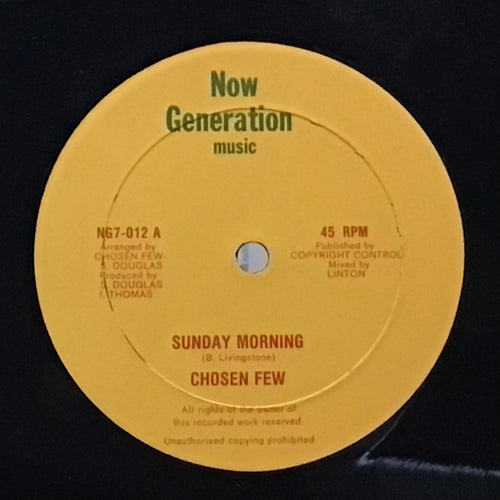 Now
Generation
music
NG7-012 A
Arranged by
CHOSEN FEW-
S. DOUGLAS
Produced by
S. DOUGLAS
I. THOMAS
45 RPM
Published by
COPYRIGHT CONTROL
Mixed by
LINTON
SUNDAY MORNING
(B. Livingstone)
CHOSEN FEW
All rights of the owner of
this recorded work reserved.
Unauthorised copying prohibited